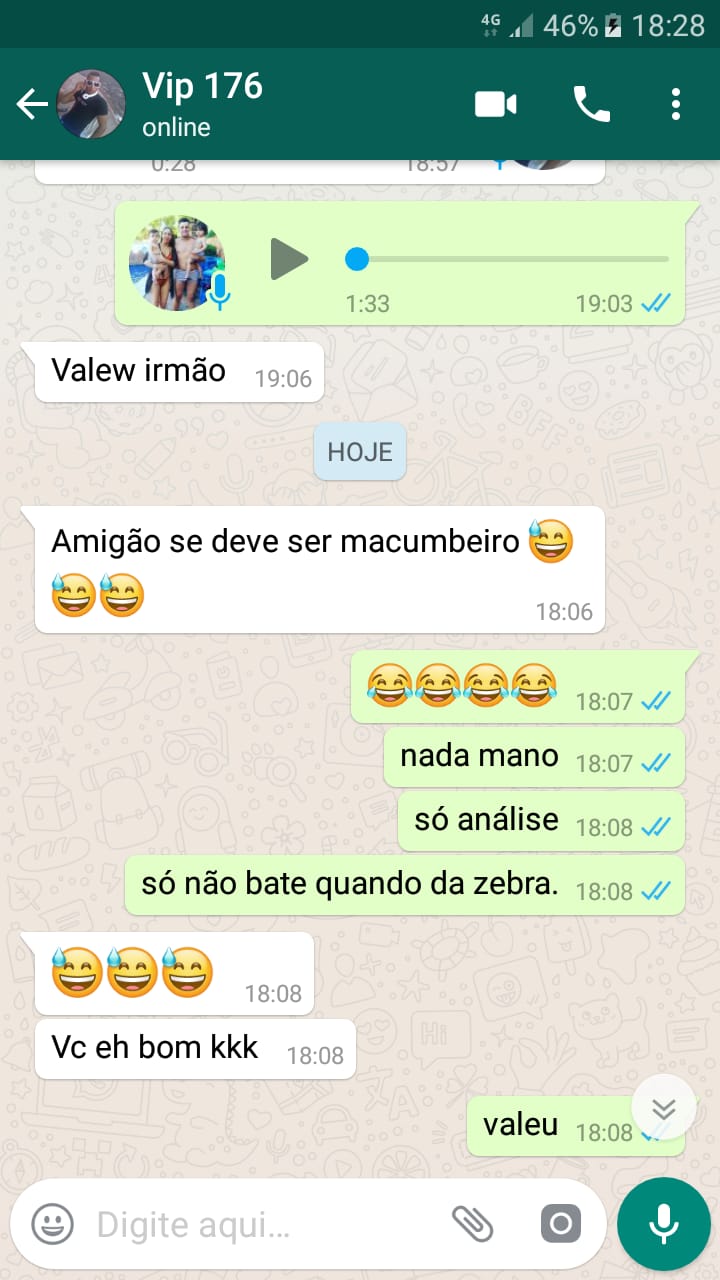 4G 46% 18:28
Vip 176
online
0:28 18:57
1:33 19:03
Valew irmão 19:06
HOJE
Amigão se deve ser macumbeiro 😅
😅😅 18:06
😂😂😂😂 18:07
nada mano 18:07
só análise 18:08
só não bate quando da zebra. 18:08
😅😅😅 18:08
Vc eh bom kkk 18:08
valeu 18:08
Digite aqui...